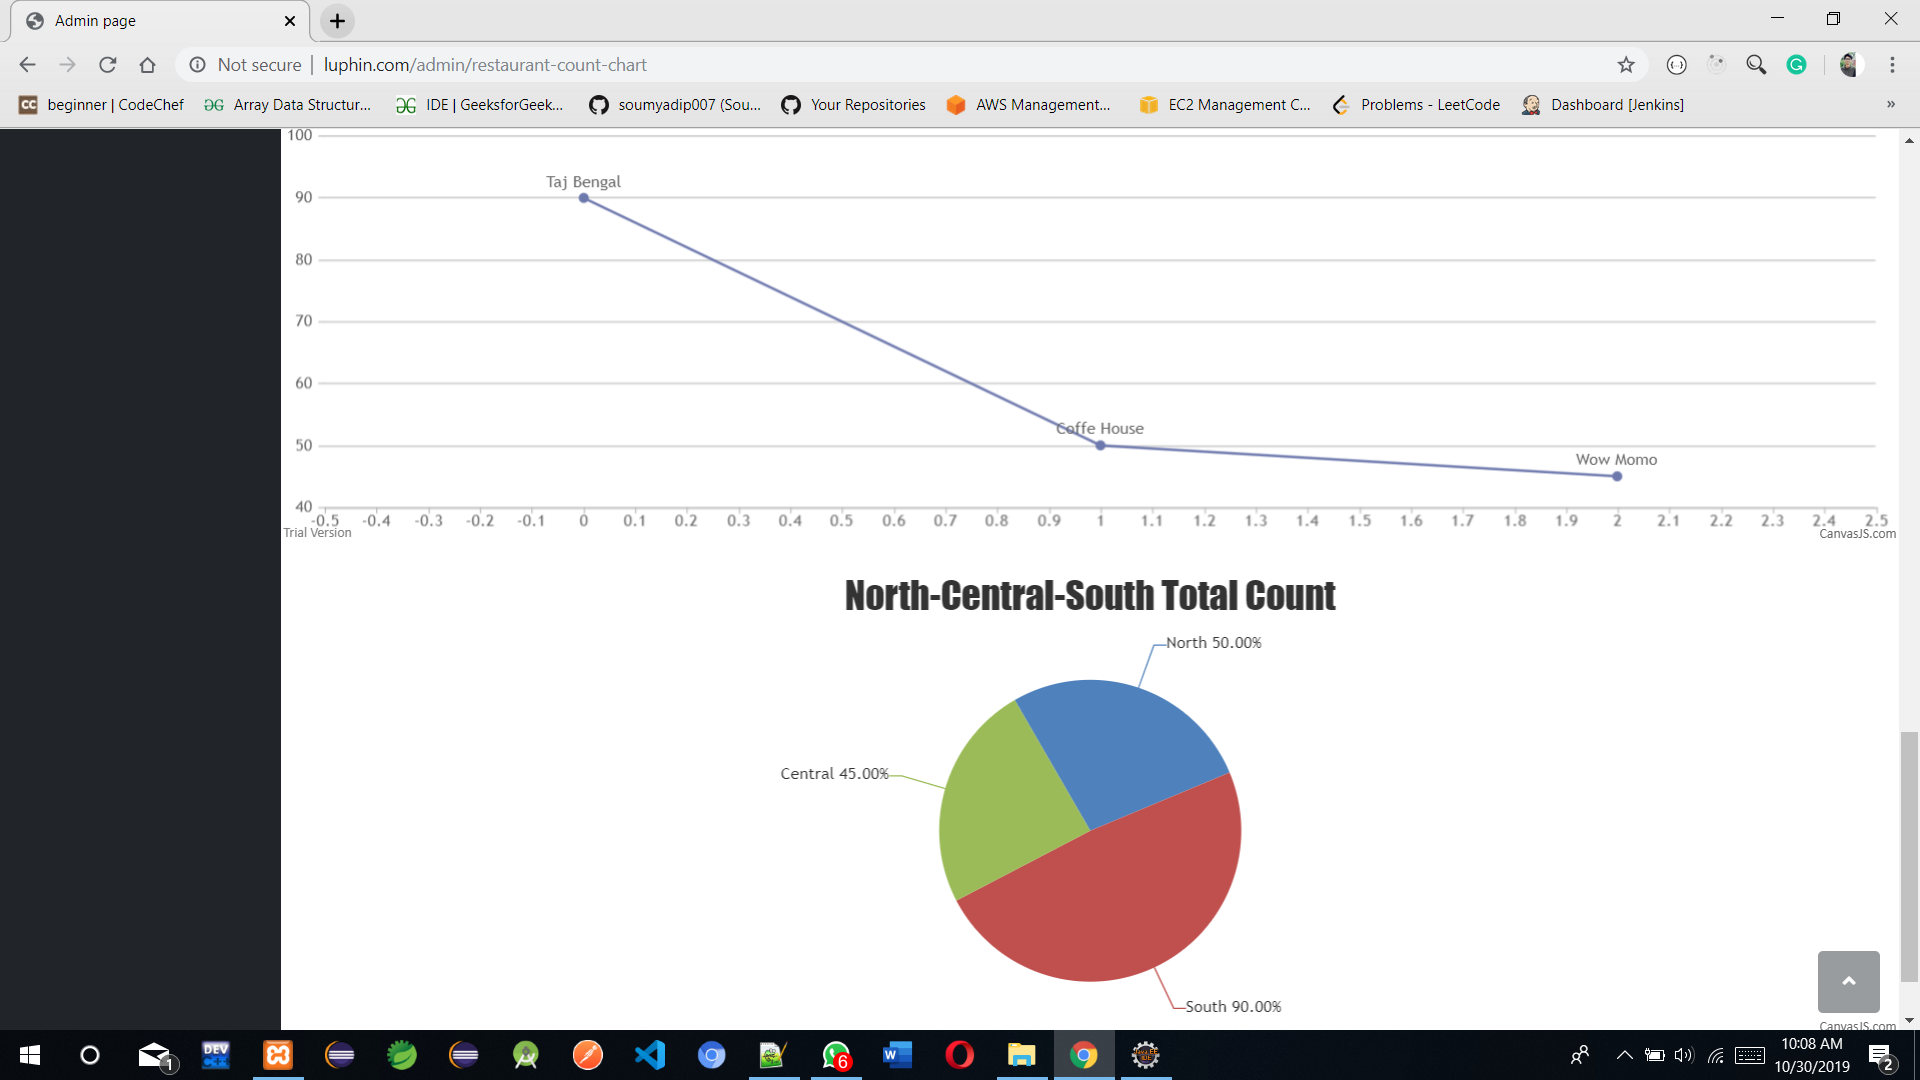 Admin page
Not secure | luphin.com/admin/restaurant-count-chart
beginner | CodeChef Array Data Structur... IDE | GeeksforGeek... soumyadip007 (Sou... Your Repositories AWS Management... EC2 Management C... Problems - LeetCode Dashboard [Jenkins] »
100
Taj Bengal
90
80
70
60
Coffe House
50
Wow Momo
40
-0.5 -0.4 -0.3 -0.2 -0.1 0 0.1 0.2 0.3 0.4 0.5 0.6 0.7 0.8 0.9 1 1.1 1.2 1.3 1.4 1.5 1.6 1.7 1.8 1.9 2 2.1 2.2 2.3 2.4 2.5
Trial Version CanvasJS.com
North-Central-South Total Count
North 50.00%
Central 45.00%
South 90.00%
CanvasJS.com
10:08 AM
10/30/2019
1
DEV
6
2